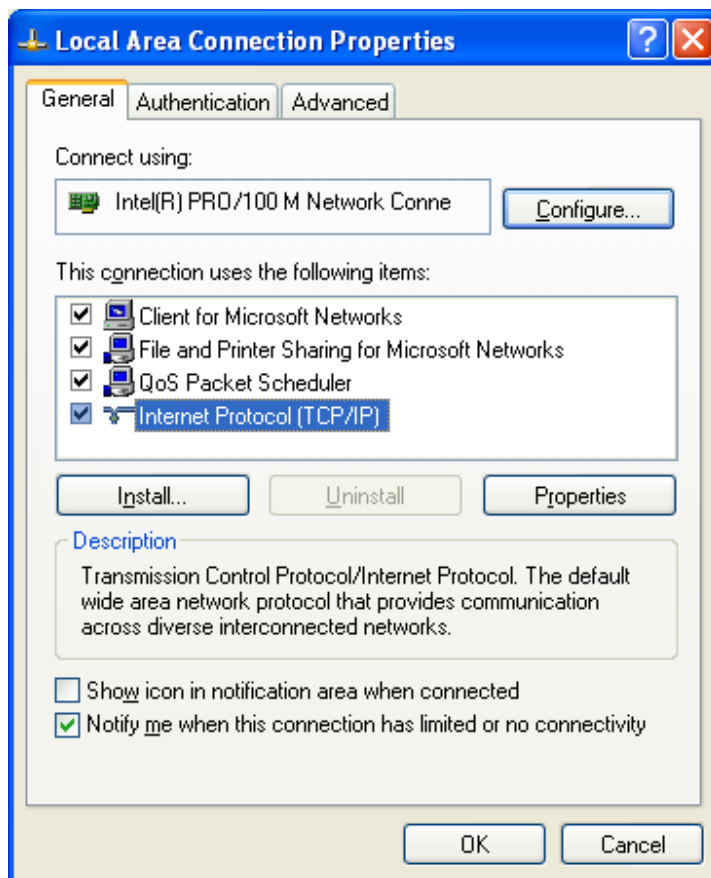 Local Area Connection Properties
General
Authentication
Advanced
Connect using:
Intel(R) PRO/100 M Network Conne
Configure...
This connection uses the following items:
Client for Microsoft Networks
File and Printer Sharing for Microsoft Networks
QoS Packet Scheduler
Internet Protocol (TCP/IP)
Install...
Uninstall
Properties
Description
Transmission Control Protocol/Internet Protocol. The default
wide area network protocol that provides communication
across diverse interconnected networks.
Show icon in notification area when connected
Notify me when this connection has limited or no connectivity
OK
Cancel